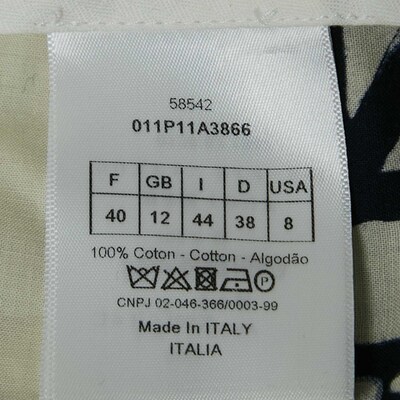 58542
011P11A3866
F GB I D USA
40 12 44 38 8
100% Coton - Cotton - Algodão
P
CNPJ 02-046-366/0003-99
Made In ITALY
ITALIA